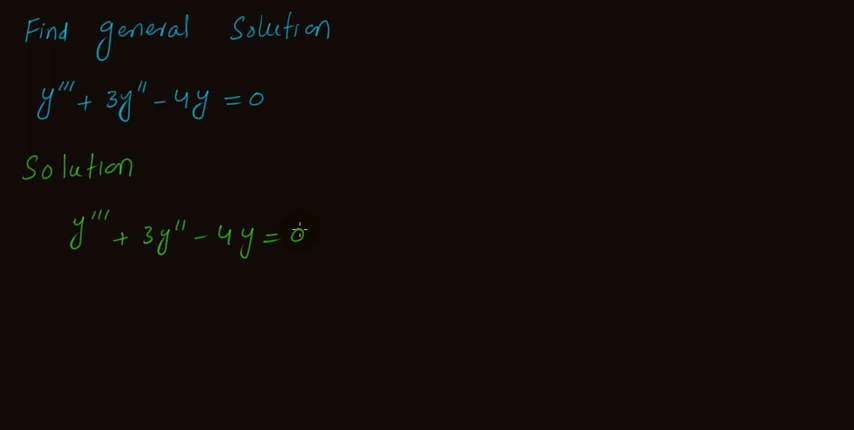 Find general Solution
y''' + 3y'' - 4y = 0
Solution
y''' + 3y'' - 4y = 0